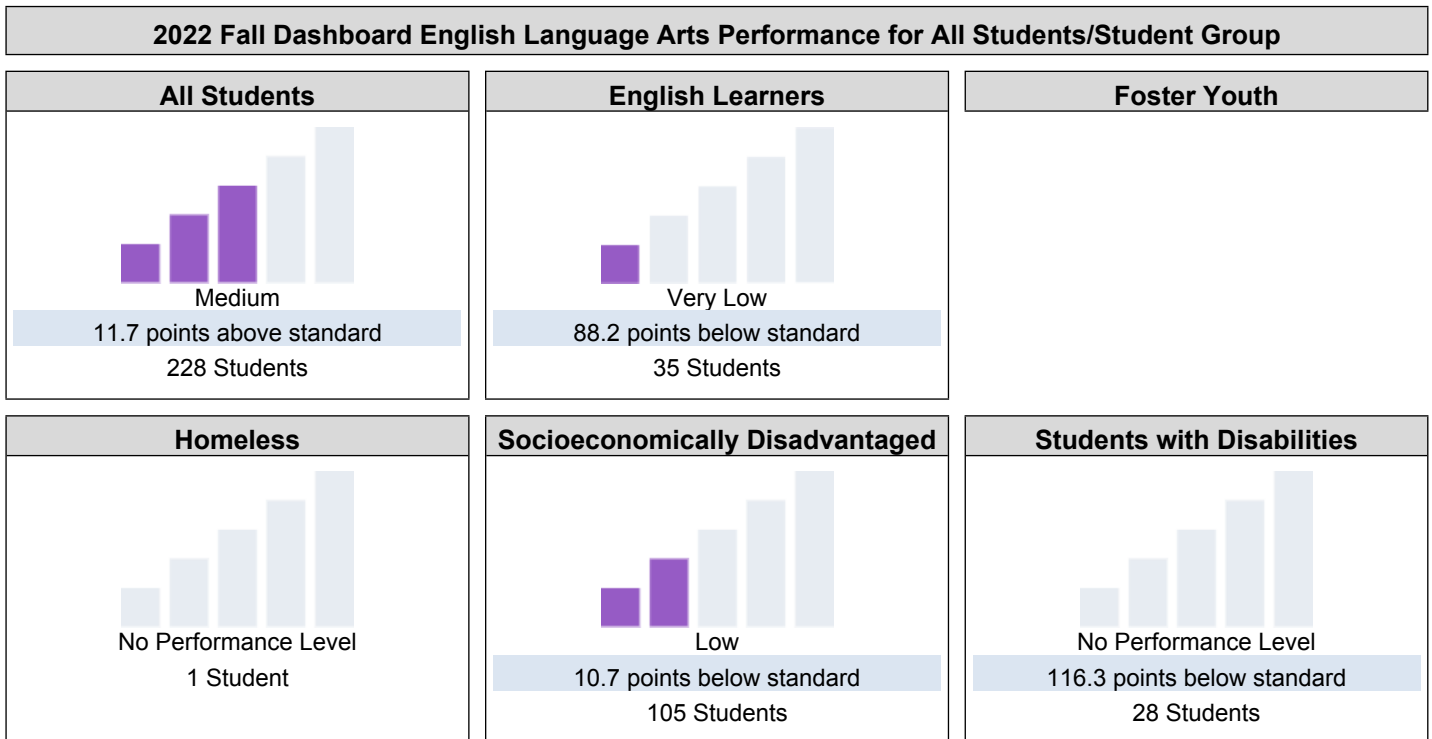 2022 Fall Dashboard English Language Arts Performance for All Students/Student Group
All Students
Medium
11.7 points above standard
228 Students
English Learners
Very Low
88.2 points below standard
35 Students
Foster Youth
Homeless
No Performance Level
1 Student
Socioeconomically Disadvantaged
Low
10.7 points below standard
105 Students
Students with Disabilities
No Performance Level
116.3 points below standard
28 Students